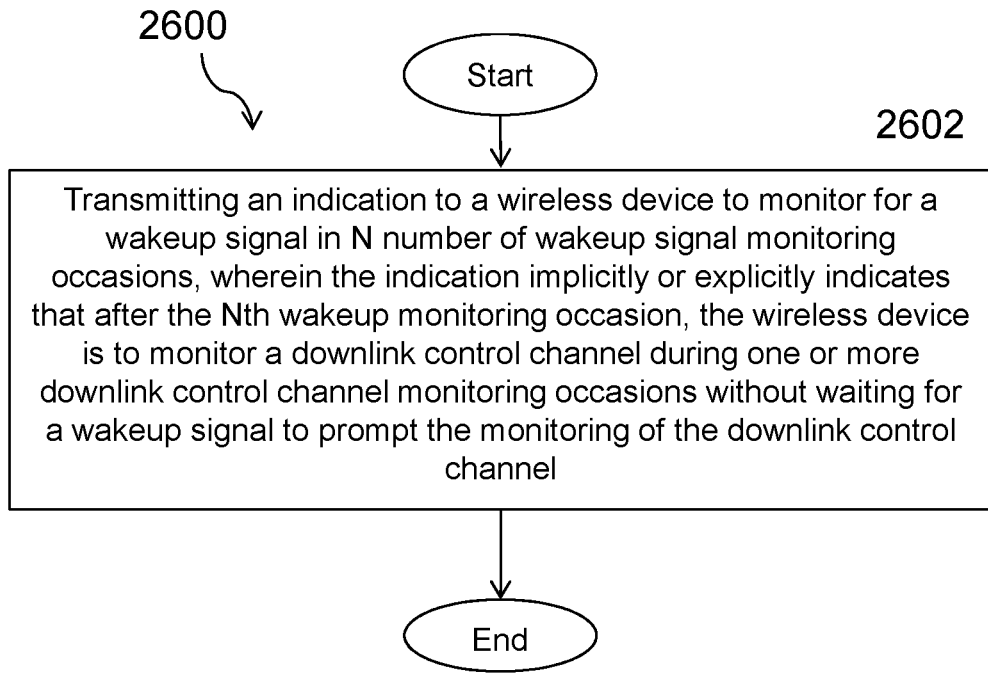 2600
Start
2602
Transmitting an indication to a wireless device to monitor for a
wakeup signal in N number of wakeup signal monitoring
occasions, wherein the indication implicitly or explicitly indicates
that after the Nth wakeup monitoring occasion, the wireless device
is to monitor a downlink control channel during one or more
downlink control channel monitoring occasions without waiting for
a wakeup signal to prompt the monitoring of the downlink control
channel
End